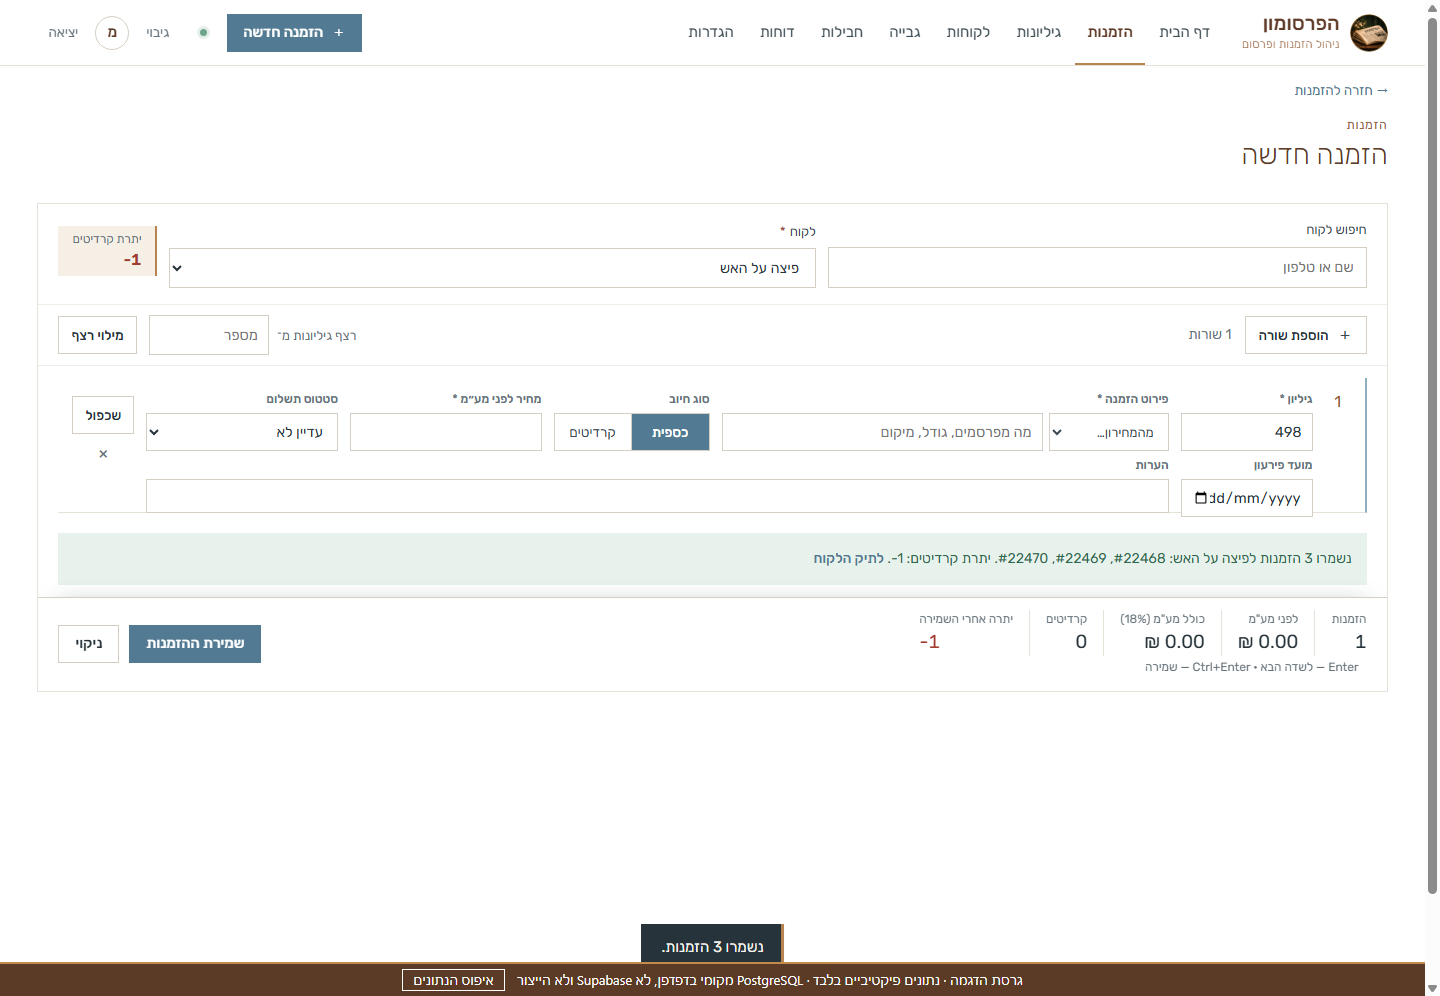 הפרסומון
ניהול הזמנות ופרסום
דף הבית
הזמנות
גיליונות
לקוחות
גבייה
חבילות
דוחות
הגדרות
+ הזמנה חדשה
גיבוי
מ
יציאה
→ חזרה להזמנות
הזמנות
הזמנה חדשה
חיפוש לקוח
שם או טלפון
לקוח *
פיצה על האש
יתרת קרדיטים
-1
+ הוספת שורה
1 שורות
רצף גיליונות מ־
מספר
מילוי רצף
1
גיליון *
498
פירוט הזמנה *
מהמחירון...
מה מפרסמים, גודל, מיקום
סוג חיוב
כספית
קרדיטים
מחיר לפני מע״מ *
סטטוס תשלום
עדיין לא
שכפול
×
מועד פירעון
dd/mm/yyyy
הערות
נשמרו 3 הזמנות לפיצה על האש: #22468, #22469, #22470. יתרת קרדיטים: 1-. לתיק הלקוח
הזמנות
1
לפני מע"מ
0.00 ₪
כולל מע"מ (18%)
0.00 ₪
קרדיטים
0
יתרה אחרי השמירה
-1
Enter — לשדה הבא • Ctrl+Enter — שמירה
שמירת ההזמנות
ניקוי
נשמרו 3 הזמנות.
גרסת הדגמה · נתונים פיקטיביים בלבד · PostgreSQL מקומי בדפדפן, לא Supabase ולא הייצור
איפוס הנתונים